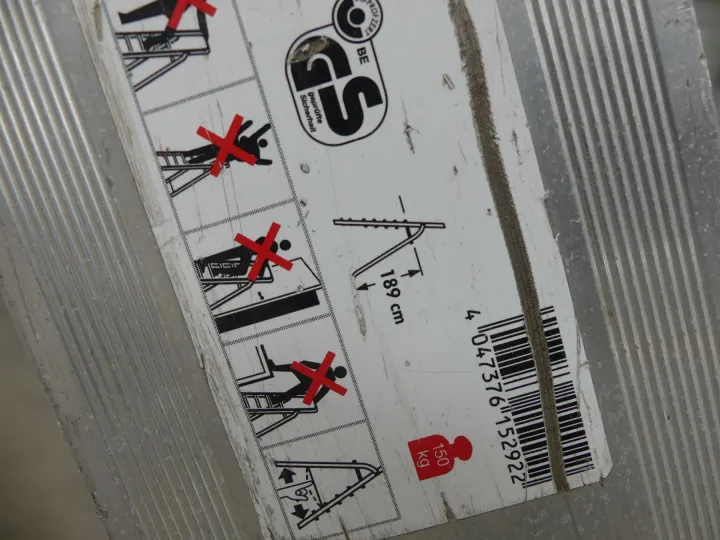 BE
GS
geprüfte
Sicherheit
189 cm
4 047376 152922
150
kg